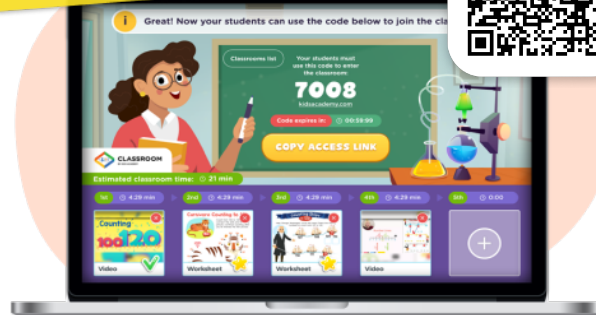 Great! Now your students can use the code below to join the cla
Classrooms list
Your students must
use this code to enter
the classroom:
7008
kidsacademy.com
Code expires in: 00:59:99
COPY ACCESS LINK
CLASSROOM
Estimated classroom time: 21 min
1st 4:29 min
2nd 4:29 min
3rd 4:29 min
4th 4:29 min
5th 0:00
Counting
100 120
Video
Worksheet
Worksheet
Video